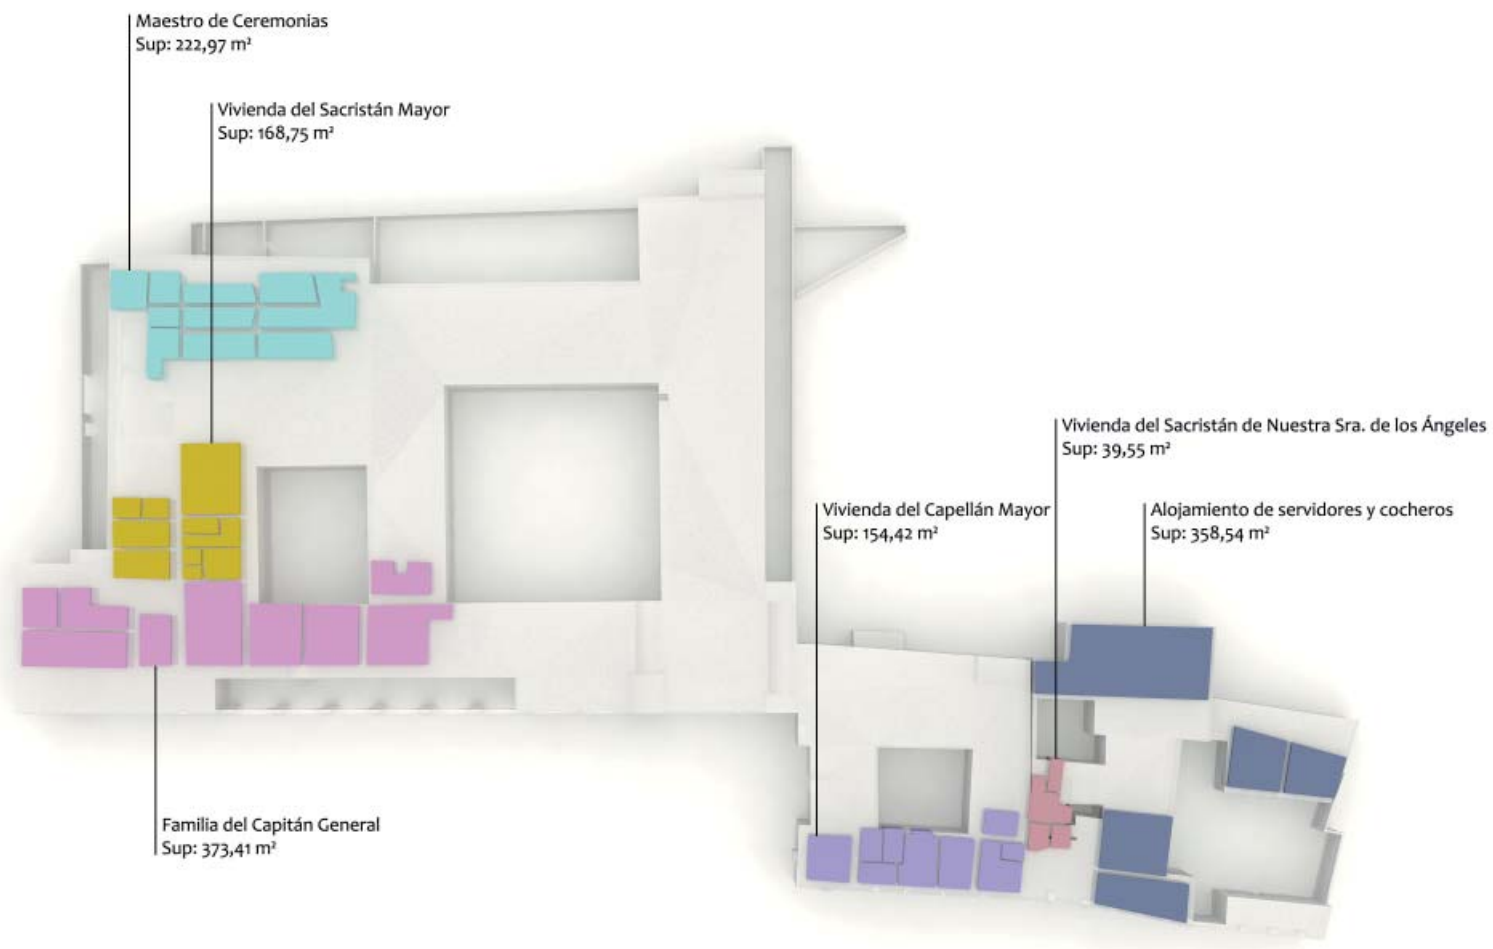 Maestro de Ceremonias
Sup: 222,97 m²
Vivienda del Sacristán Mayor
Sup: 168,75 m²
Vivienda del Sacristán de Nuestra Sra. de los Ángeles
Sup: 39,55 m²
Vivienda del Capellán Mayor
Sup: 154,42 m²
Alojamiento de servidores y cocheros
Sup: 358,54 m²
Familia del Capitán General
Sup: 373,41 m²